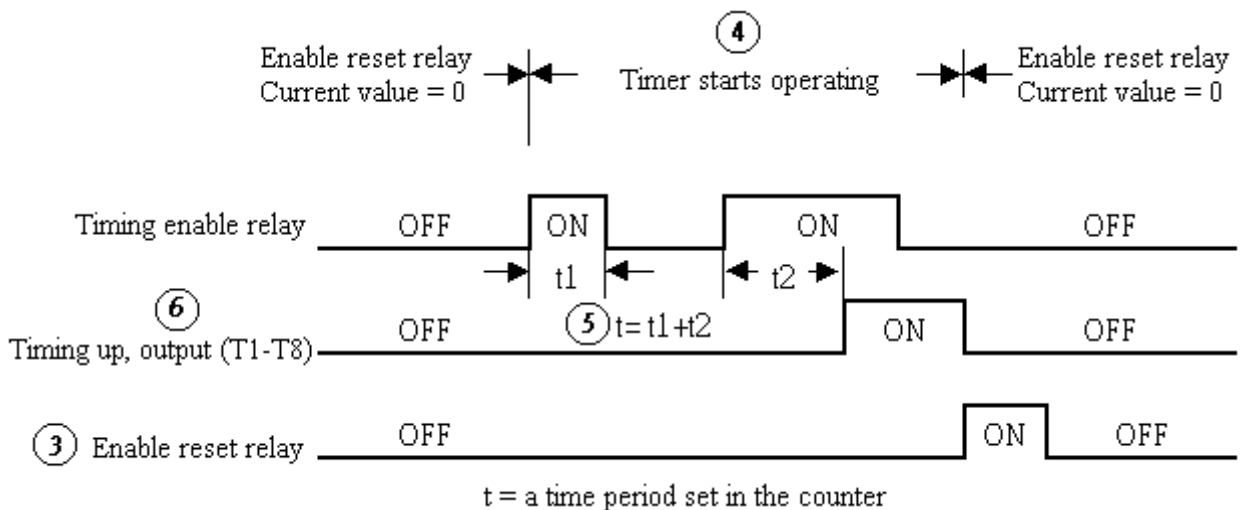 4
Enable reset relay
Current value = 0
Timer starts operating
Enable reset relay
Current value = 0
Timing enable relay
OFF
ON
ON
OFF
t1
t2
6
5
t= t1+t2
Timing up, output (T1-T8)
OFF
ON
OFF
3
Enable reset relay
OFF
ON
OFF
t = a time period set in the counter